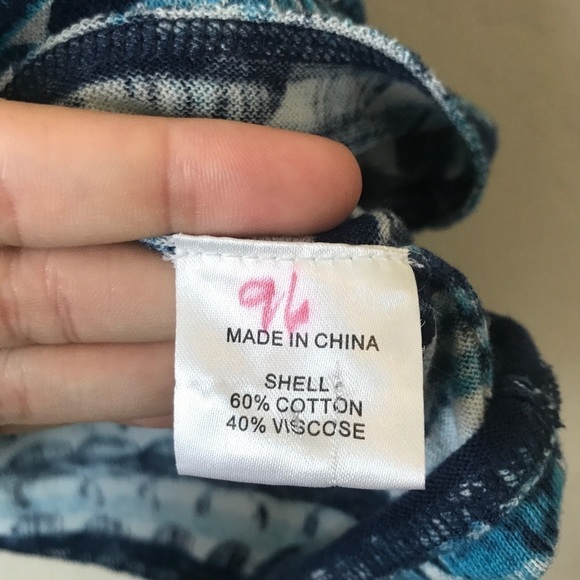 96
MADE IN CHINA
SHELL
60% COTTON
40% VISCOSE